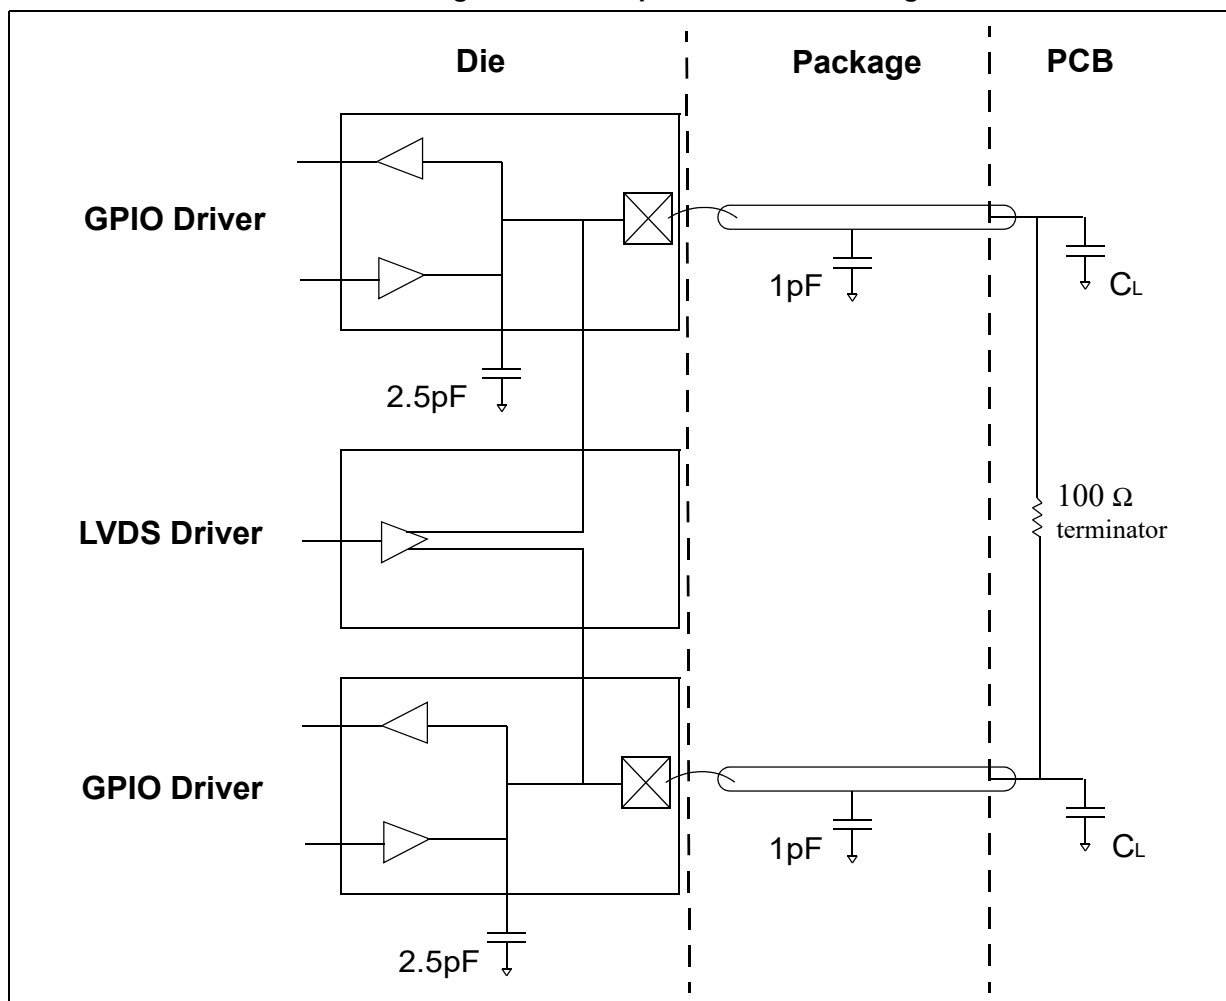 Die
Package
PCB
GPIO Driver
1pF
CL
2.5pF
LVDS Driver
100 Ω
terminator
GPIO Driver
1pF
CL
2.5pF